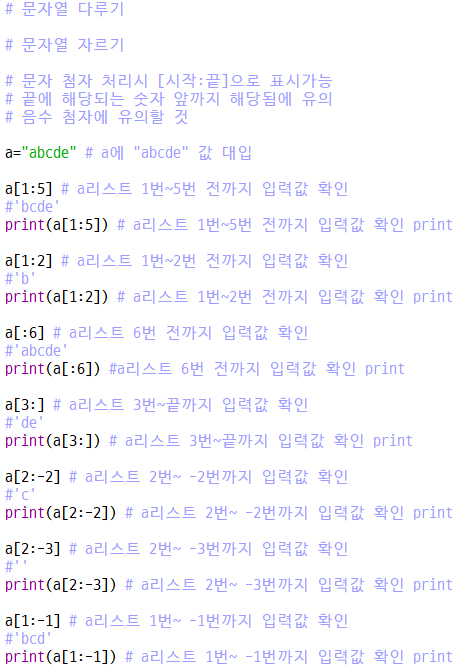 # 문자열 다루기
# 문자열 자르기
# 문자 첨자 처리시 [시작:끝]으로 표시가능
# 끝에 해당되는 숫자 앞까지 해당됨에 유의
# 음수 첨자에 유의할 것
a="abcde" # a에 "abcde" 값 대입
a[1:5] # a리스트 1번~5번 전까지 입력값 확인
#'bcde'
print(a[1:5]) # a리스트 1번~5번 전까지 입력값 확인 print
a[1:2] # a리스트 1번~2번 전까지 입력값 확인
#'b'
print(a[1:2]) # a리스트 1번~2번 전까지 입력값 확인 print
a[:6] # a리스트 6번 전까지 입력값 확인
#'abcde'
print(a[:6]) #a리스트 6번 전까지 입력값 확인 print
a[3:] # a리스트 3번~끝까지 입력값 확인
#'de'
print(a[3:]) # a리스트 3번~끝까지 입력값 확인 print
a[2:-2] # a리스트 2번~ -2번까지 입력값 확인
#'c'
print(a[2:-2]) # a리스트 2번~ -2번까지 입력값 확인 print
a[2:-3] # a리스트 2번~ -3번까지 입력값 확인
#''
print(a[2:-3]) # a리스트 2번~ -3번까지 입력값 확인 print
a[1:-1] # a리스트 1번~ -1번까지 입력값 확인
#'bcd'
print(a[1:-1]) # a리스트 1번~ -1번까지 입력값 확인 print